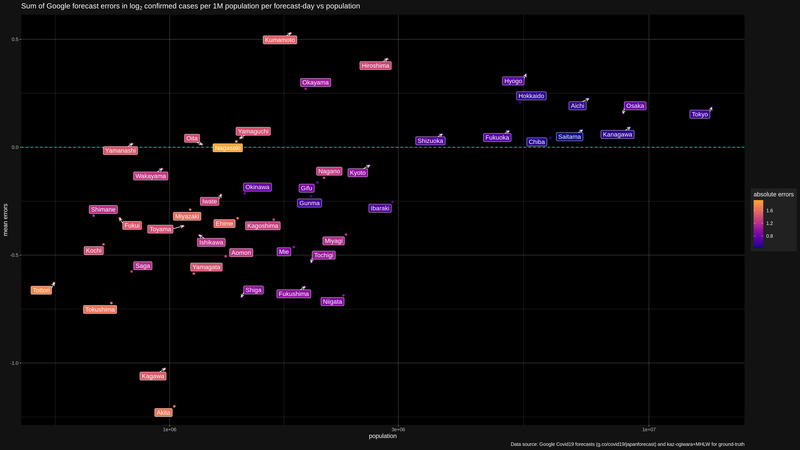 Sum of Google forecast errors in log2 confirmed cases per 1M population per forecast-day vs population
0.5
0.0
-0.5
-1.0
mean errors
Kumamoto
Hiroshima
Okayama
Hyogo
Hokkaido
Aichi
Osaka
Tokyo
Oita
Yamaguchi
Nagasaki
Yamanashi
Shizuoka
Fukuoka
Chiba
Saitama
Kanagawa
Wakayama
Nagano
Kyoto
Okinawa
Gifu
Gunma
Ibaraki
Iwate
Shimane
Miyazaki
Fukui
Toyama
Ehime
Kagoshima
Ishikawa
Miyagi
Kochi
Aomori
Mie
Tochigi
Saga
Yamagata
Tottori
Shiga
Fukushima
Niigata
Tokushima
Kagawa
Akita
1e+06
3e+06
1e+07
population
absolute errors
1.6
1.2
0.8
Data source: Google Covid19 forecasts (g.co/covid19/japanforecast) and kaz-ogiwara+MHLW for ground-truth